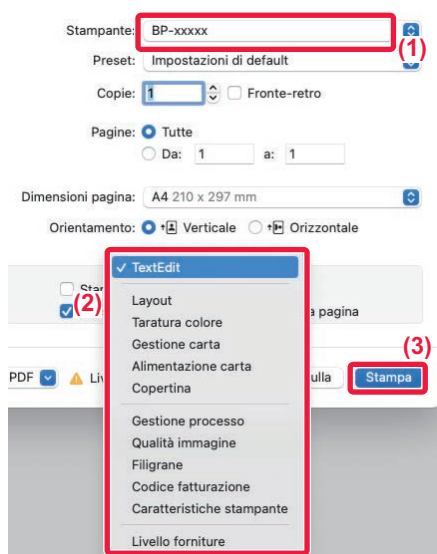 Stampante: BP-xxxxx
(1)
Preset: Impostazioni di default
Copie: 1 Fronte-retro
Pagine: Tutte
Da: 1 a: 1
Dimensioni pagina: A4 210 x 297 mm
Orientamento: Verticale Orizzontale
✓ TextEdit
(2)
Layout
pagina
Taratura colore
Gestione carta
Alimentazione carta
Copertina
(3)
PDF
Stampa
Gestione processo
Qualità immagine
Filigrane
Codice fatturazione
Caratteristiche stampante
Livello forniture